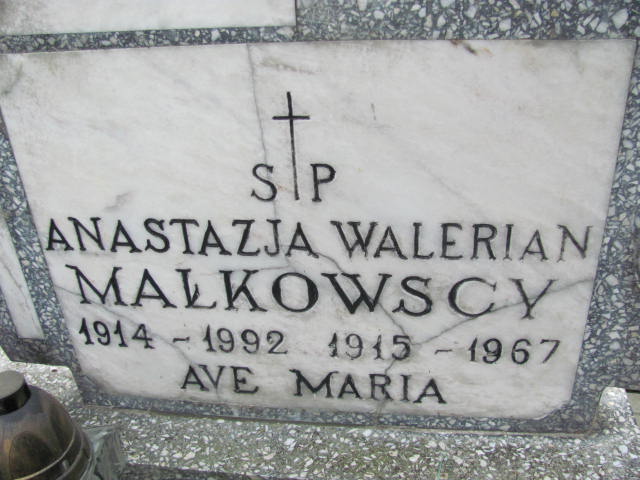 S P
ANASTAZJA WALERIAN
MAŁKOWSCY
1914 - 1992 1915 - 1967
AVE MARIA